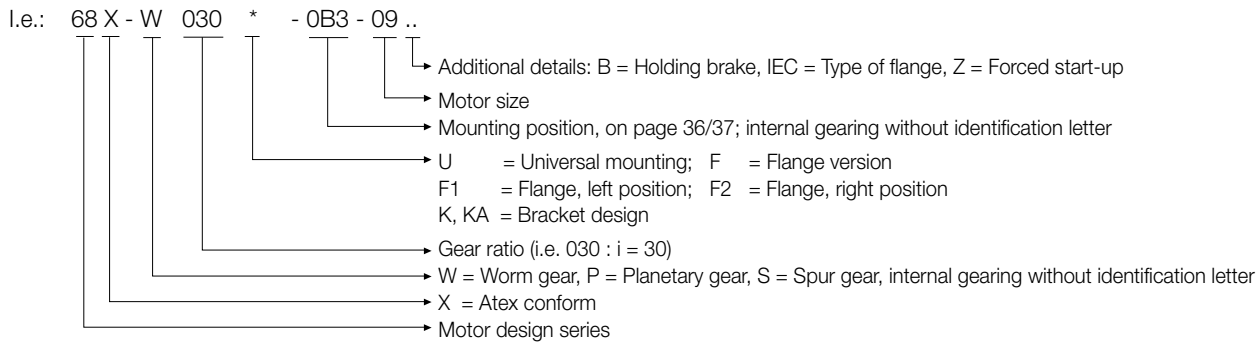 I.e.: 68 X - W 030 * - 0B3 - 09 ..
Additional details: B = Holding brake, IEC = Type of flange, Z = Forced start-up
Motor size
Mounting position, on page 36/37; internal gearing without identification letter
U = Universal mounting; F = Flange version
F1 = Flange, left position; F2 = Flange, right position
K, KA = Bracket design
Gear ratio (i.e. 030 : i = 30)
W = Worm gear, P = Planetary gear, S = Spur gear, internal gearing without identification letter
X = Atex conform
Motor design series